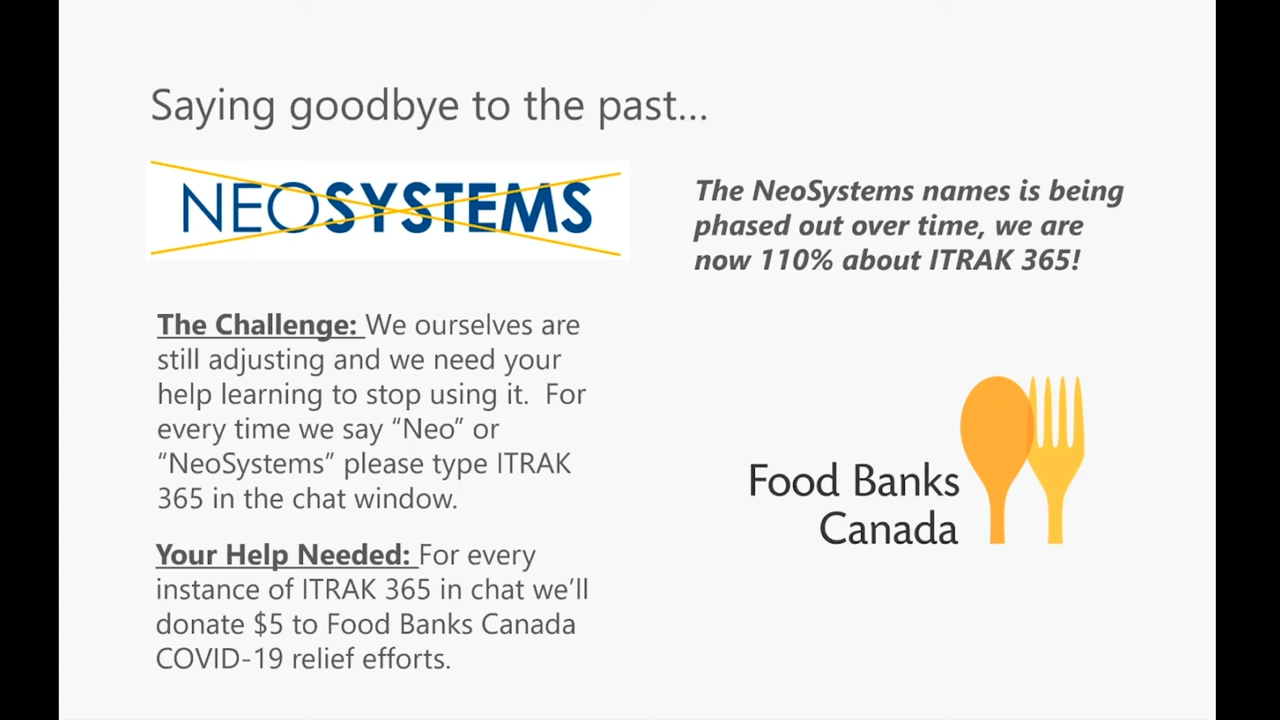 Saying goodbye to the past...
NEOSYSTEMS
The NeoSystems names is being
phased out over time, we are
now 110% about ITRAK 365!
The Challenge: We ourselves are
still adjusting and we need your
help learning to stop using it.  For
every time we say “Neo” or
“NeoSystems” please type ITRAK
365 in the chat window.
Your Help Needed: For every
instance of ITRAK 365 in chat we’ll
donate $5 to Food Banks Canada
COVID-19 relief efforts.
Food Banks
Canada